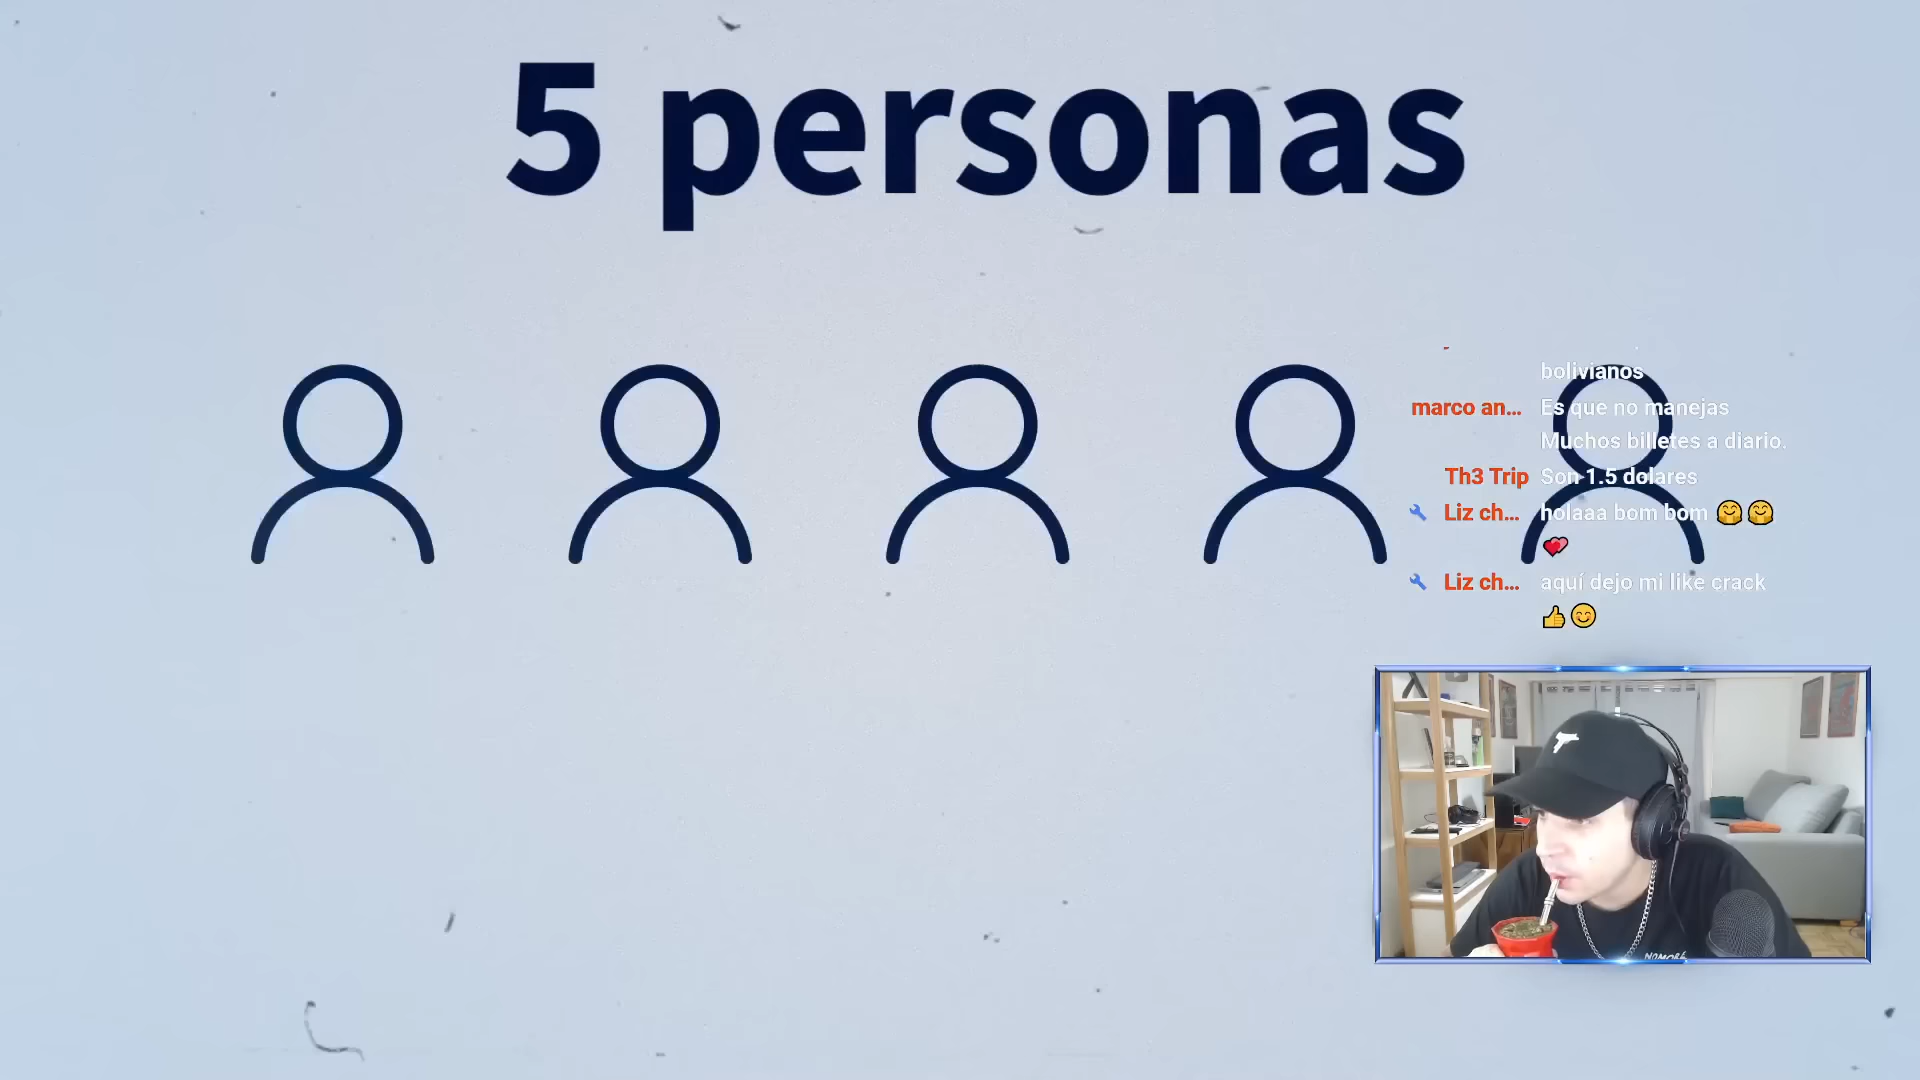 5 personas
bolivianos
marco an... Es que no manejas
Muchos billetes a diario.
Th3 Trip Son 1.5 dolares
Liz ch... holaaa bom bom 🤗🤗
💕
Liz ch... aquí dejo mi like crack
👍😊